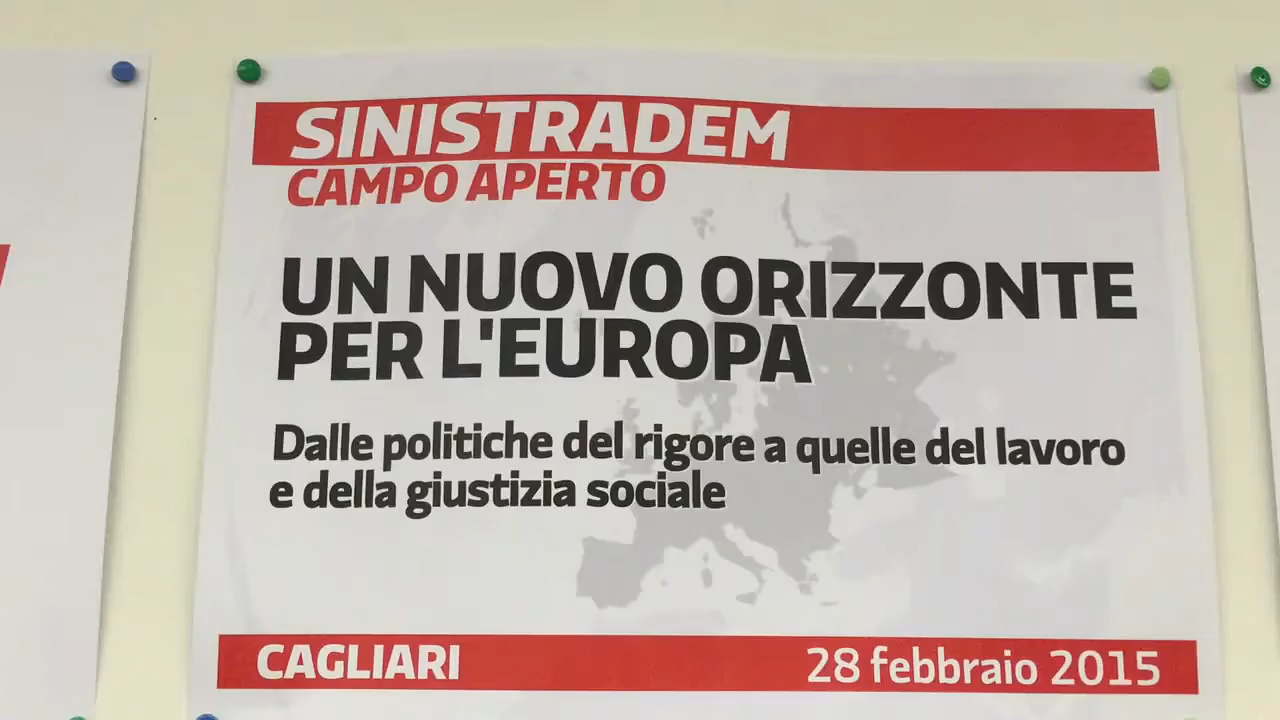 SINISTRADEM
CAMPO APERTO
UN NUOVO ORIZZONTE
PER L'EUROPA
Dalle politiche del rigore a quelle del lavoro
e della giustizia sociale
CAGLIARI 28 febbraio 2015